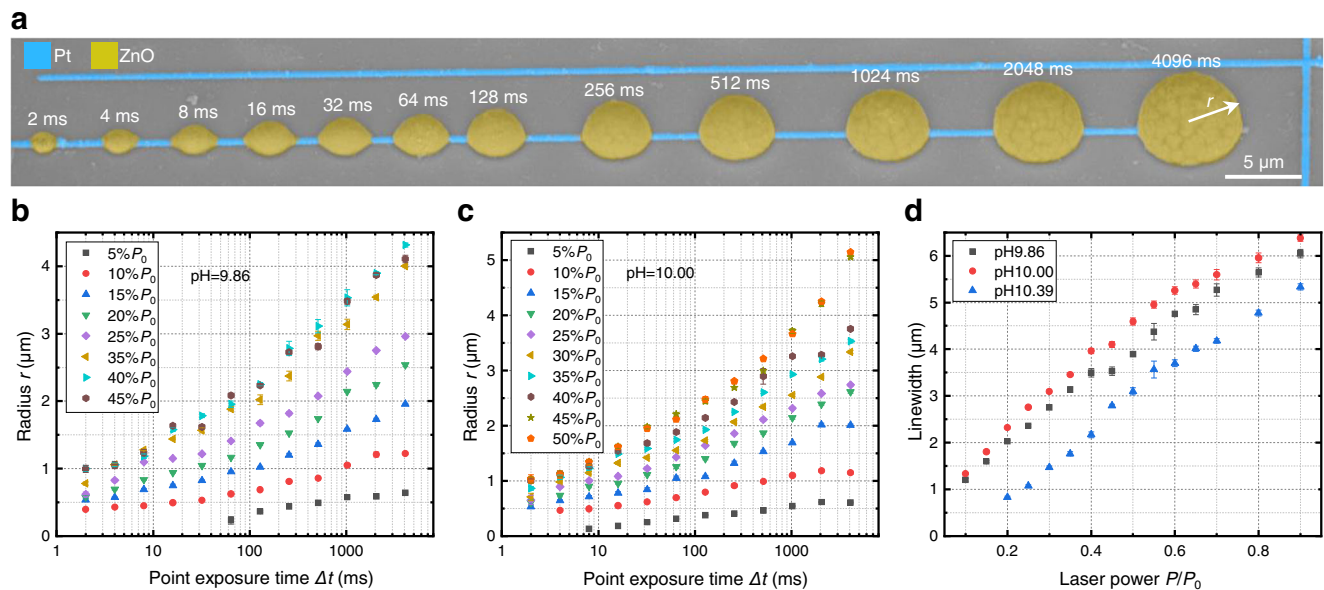 a
Pt ZnO
2 ms 4 ms 8 ms 16 ms 32 ms 64 ms 128 ms 256 ms 512 ms 1024 ms 2048 ms 4096 ms
r
5 μm
b
5%P0
10%P0
15%P0
20%P0
25%P0
35%P0
40%P0
45%P0
pH=9.86
Radius r (μm)
4
3
2
1
0
1 10 100 1000
Point exposure time Δt (ms)
c
5%P0
10%P0
15%P0
20%P0
25%P0
30%P0
35%P0
40%P0
45%P0
50%P0
pH=10.00
Radius r (μm)
5
4
3
2
1
0
1 10 100 1000
Point exposure time Δt (ms)
d
pH9.86
pH10.00
pH10.39
Linewidth (μm)
6
5
4
3
2
1
0
0.2 0.4 0.6 0.8
Laser power P/P0